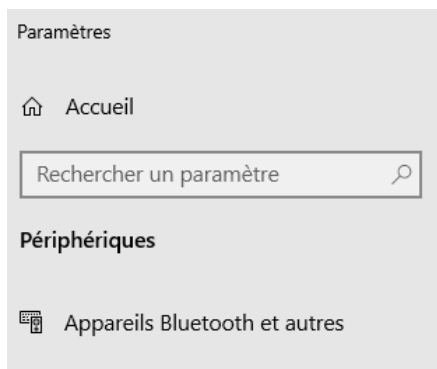 Paramètres
Accueil
Rechercher un paramètre
Périphériques
Appareils Bluetooth et autres